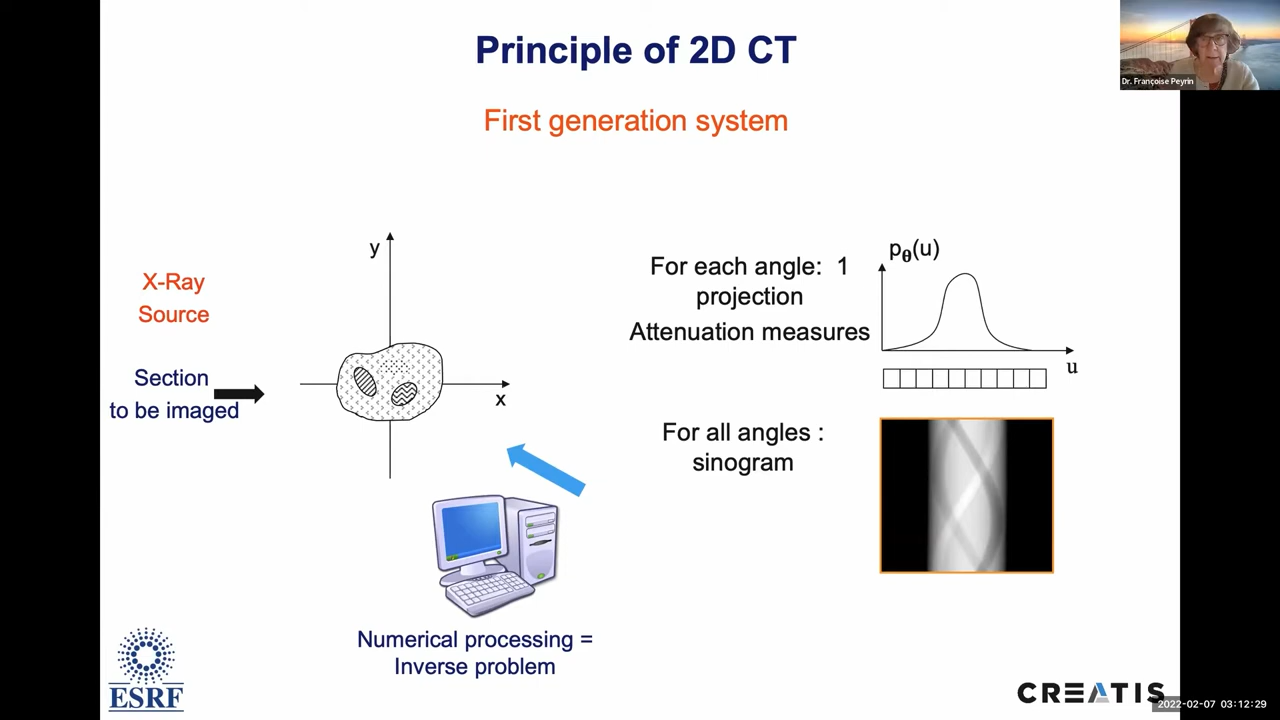 Principle of 2D CT
First generation system
Dr. Françoise Peyrin
y
x
X-Ray
Source
Section
to be imaged
For each angle: 1
projection
Attenuation measures
pθ(u)
u
For all angles :
sinogram
Numerical processing =
Inverse problem
ESRF
CREATIS
2022-02-07 03:12:29